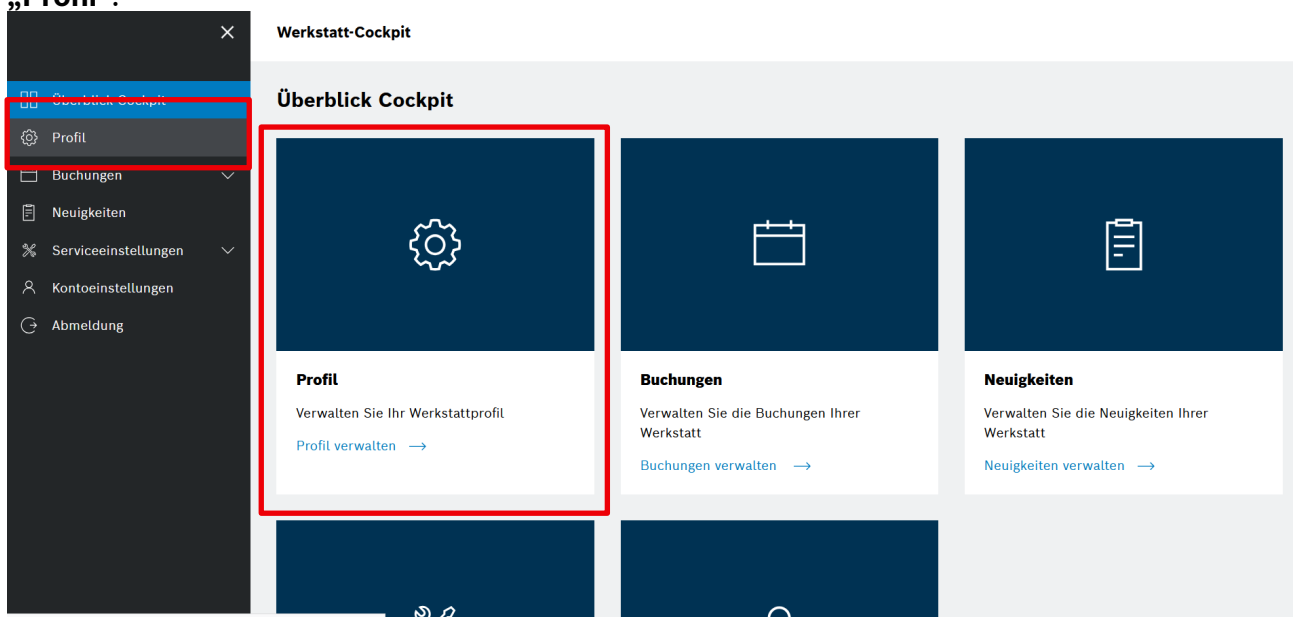 „Profil“.
Werkstatt-Cockpit
Überblick Cockpit
Profil
Buchungen
Neuigkeiten
Serviceeinstellungen
Kontoeinstellungen
Abmeldung
Überblick Cockpit
Profil
Verwalten Sie Ihr Werkstattprofil
Profil verwalten →
Buchungen
Verwalten Sie die Buchungen Ihrer
Werkstatt
Buchungen verwalten →
Neuigkeiten
Verwalten Sie die Neuigkeiten Ihrer
Werkstatt
Neuigkeiten verwalten →